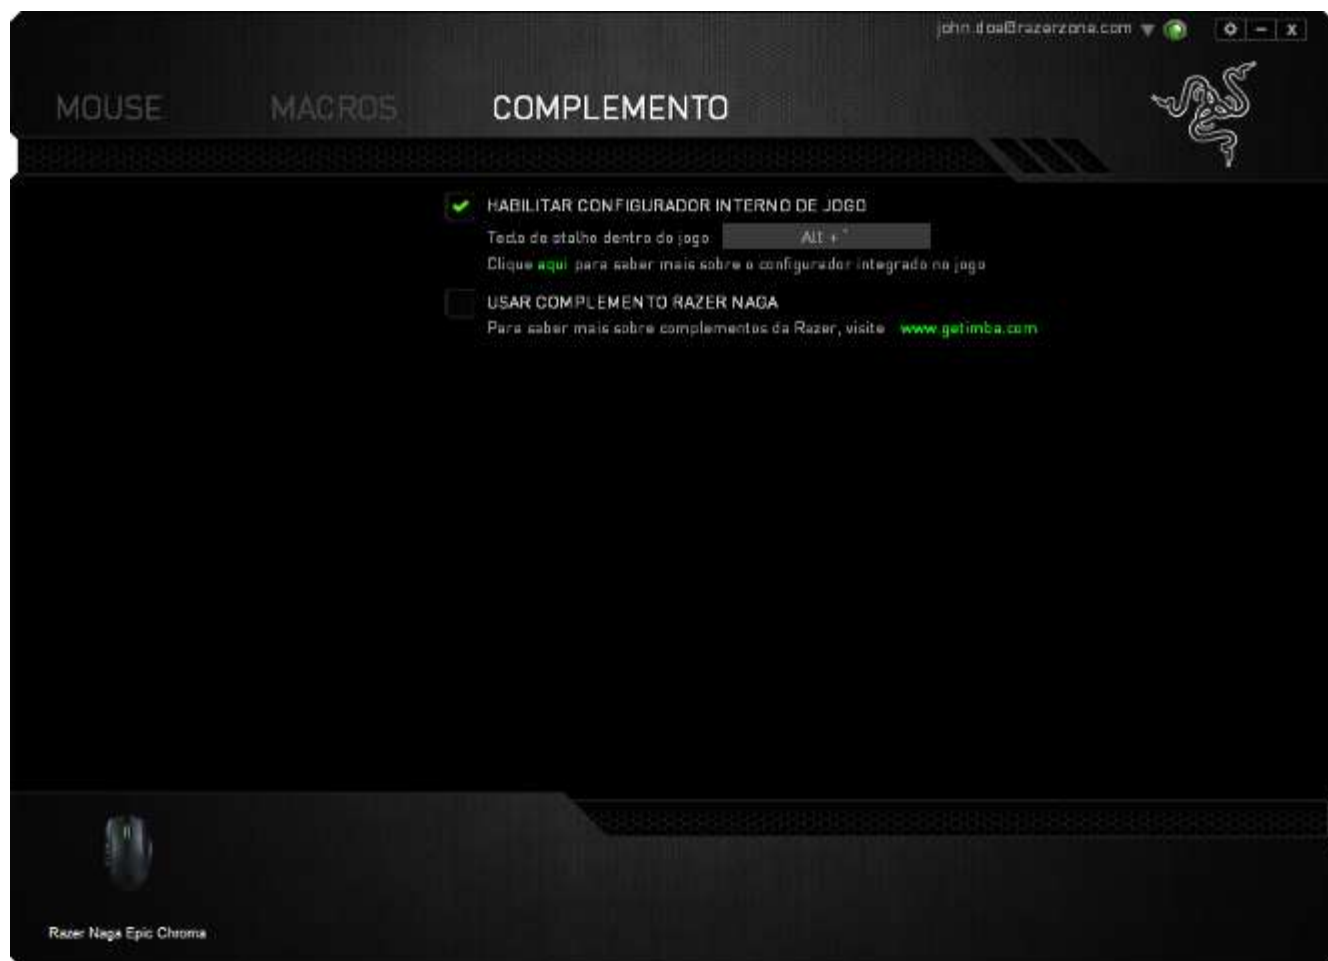 john.doe@razerzone.com
MOUSE MACROS COMPLEMENTO
HABILITAR CONFIGURADOR INTERNO DE JOGO
Tecla de atalho dentro do jogo Alt + `
Clique aqui para saber mais sobre o configurador integrado no jogo
USAR COMPLEMENTO RAZER NAGA
Para saber mais sobre complementos da Razer, visite www.getimba.com
Razer Naga Epic Chroma